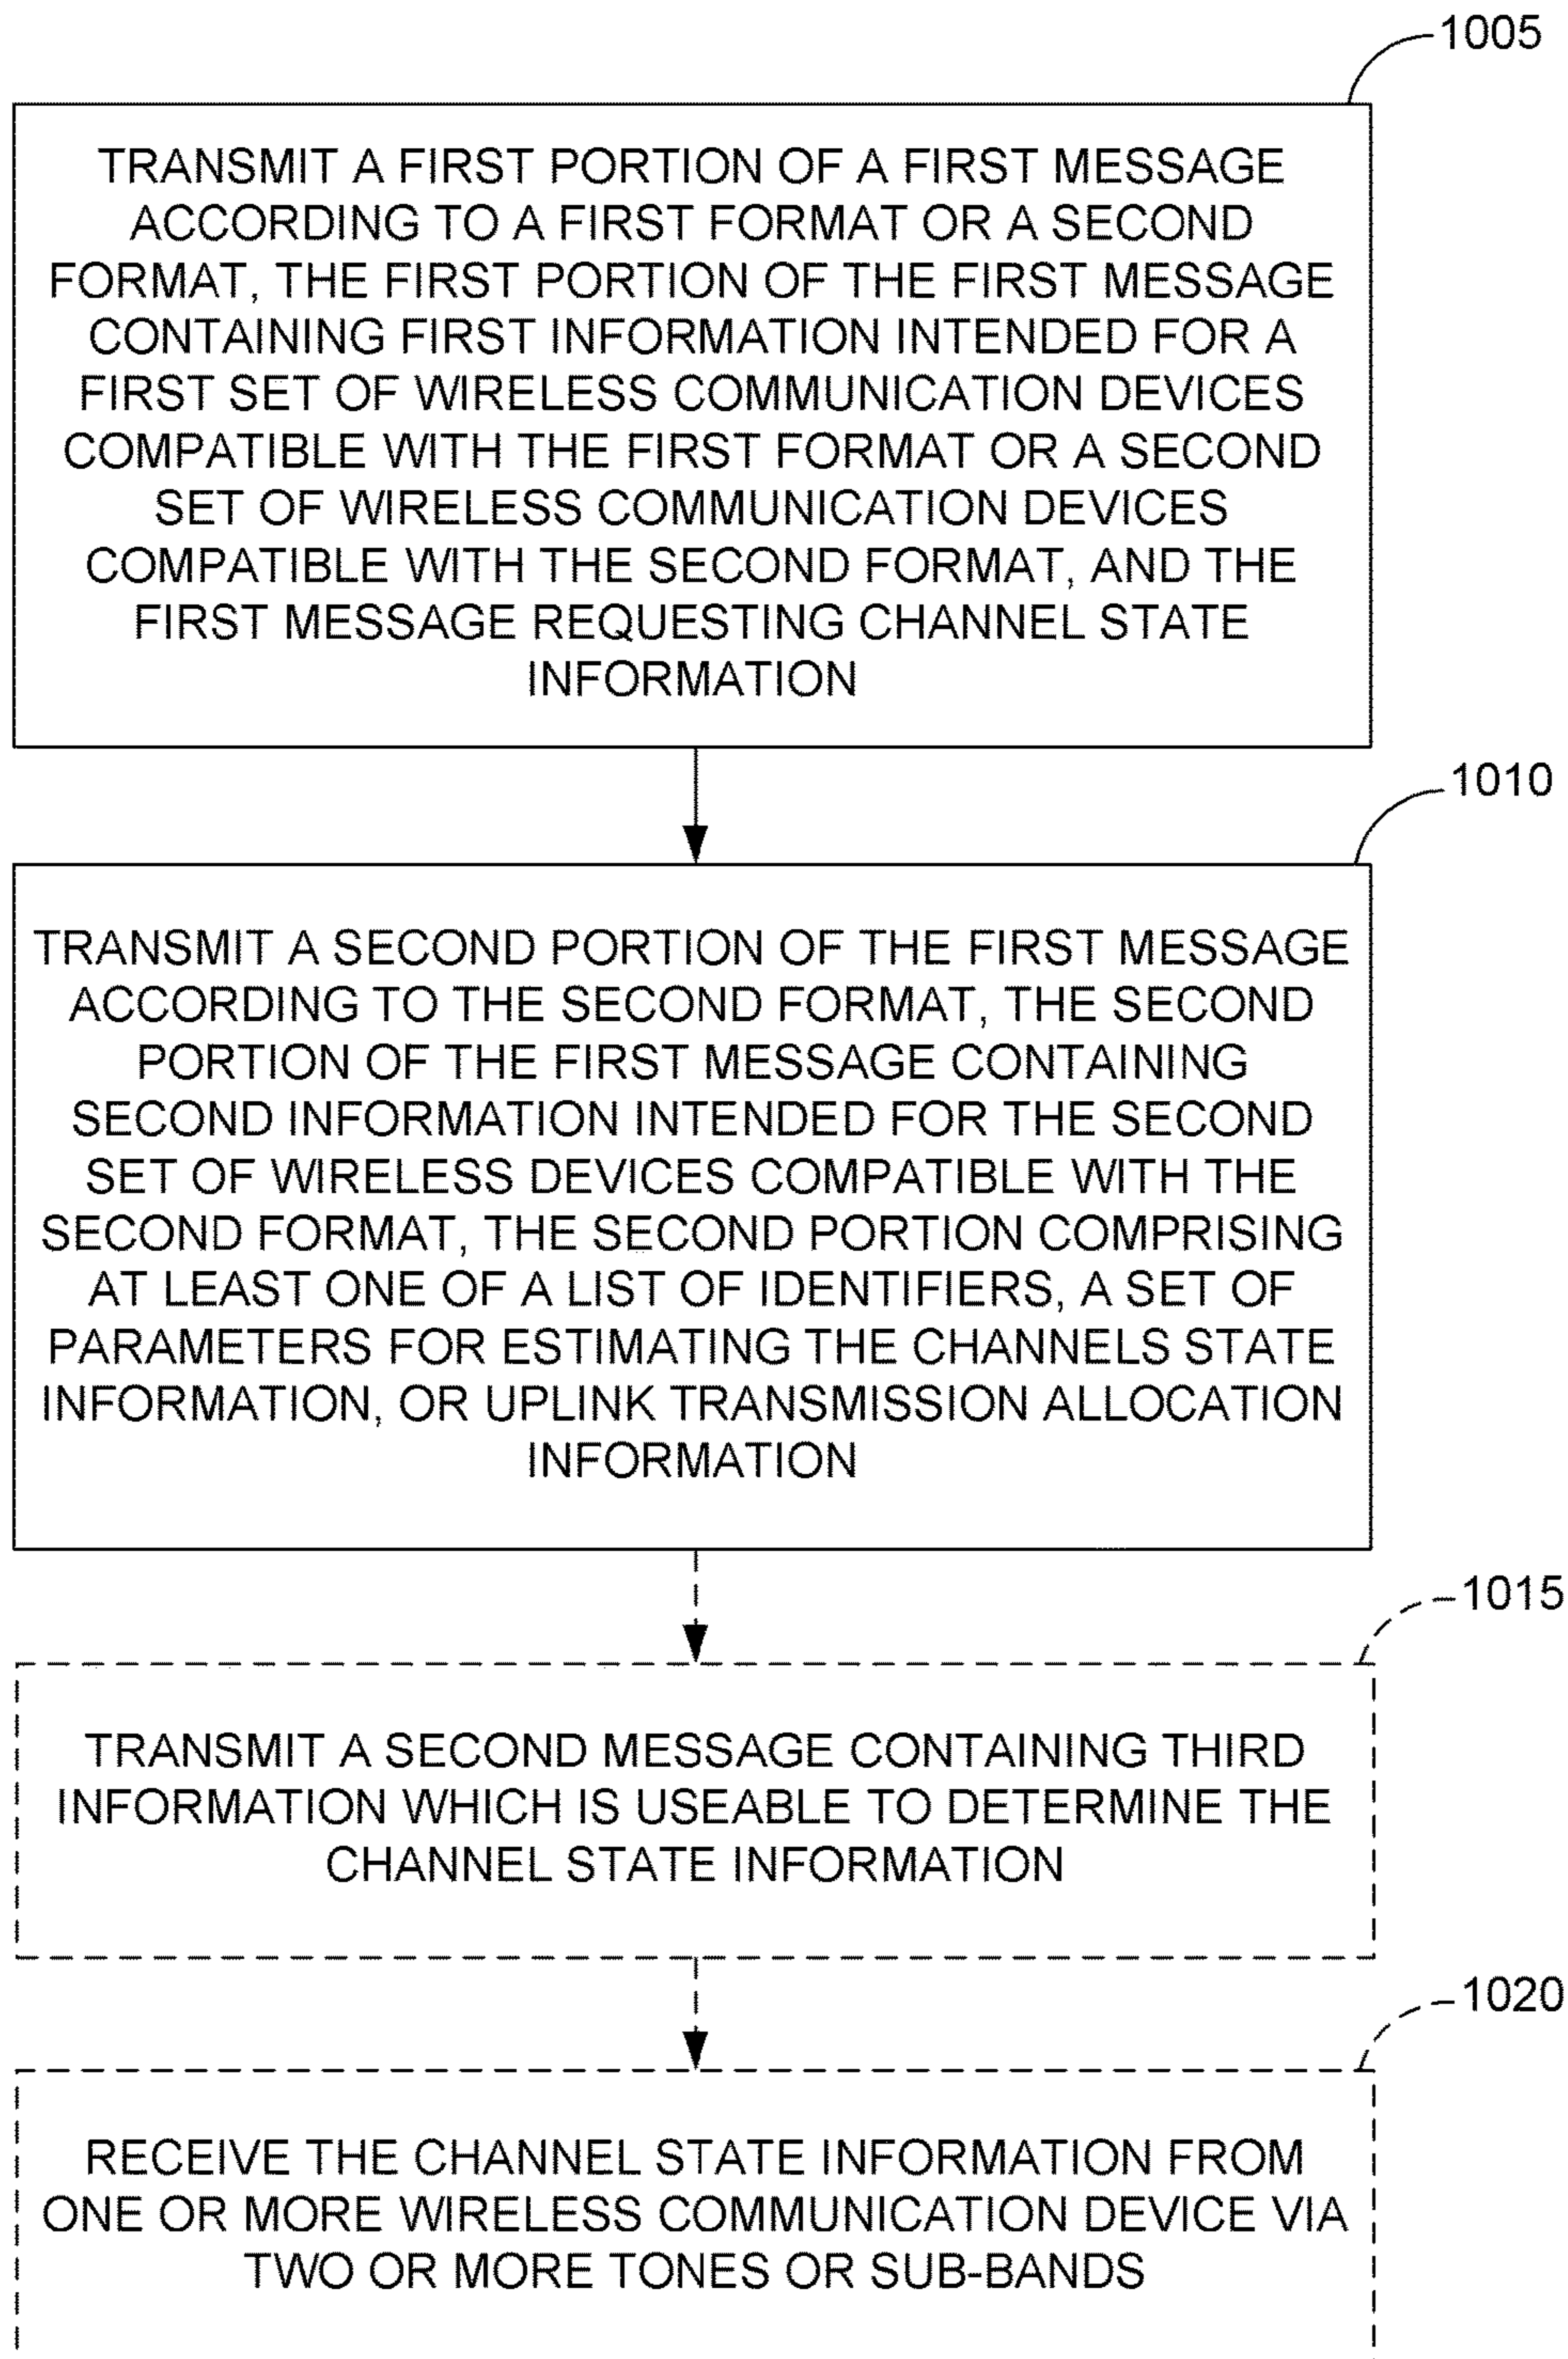 1005
TRANSMIT A FIRST PORTION OF A FIRST MESSAGE
ACCORDING TO A FIRST FORMAT OR A SECOND
FORMAT, THE FIRST PORTION OF THE FIRST MESSAGE
CONTAINING FIRST INFORMATION INTENDED FOR A
FIRST SET OF WIRELESS COMMUNICATION DEVICES
COMPATIBLE WITH THE FIRST FORMAT OR A SECOND
SET OF WIRELESS COMMUNICATION DEVICES
COMPATIBLE WITH THE SECOND FORMAT, AND THE
FIRST MESSAGE REQUESTING CHANNEL STATE
INFORMATION
1010
TRANSMIT A SECOND PORTION OF THE FIRST MESSAGE
ACCORDING TO THE SECOND FORMAT, THE SECOND
PORTION OF THE FIRST MESSAGE CONTAINING
SECOND INFORMATION INTENDED FOR THE SECOND
SET OF WIRELESS DEVICES COMPATIBLE WITH THE
SECOND FORMAT, THE SECOND PORTION COMPRISING
AT LEAST ONE OF A LIST OF IDENTIFIERS, A SET OF
PARAMETERS FOR ESTIMATING THE CHANNELS STATE
INFORMATION, OR UPLINK TRANSMISSION ALLOCATION
INFORMATION
1015
TRANSMIT A SECOND MESSAGE CONTAINING THIRD
INFORMATION WHICH IS USEABLE TO DETERMINE THE
CHANNEL STATE INFORMATION
1020
RECEIVE THE CHANNEL STATE INFORMATION FROM
ONE OR MORE WIRELESS COMMUNICATION DEVICE VIA
TWO OR MORE TONES OR SUB-BANDS